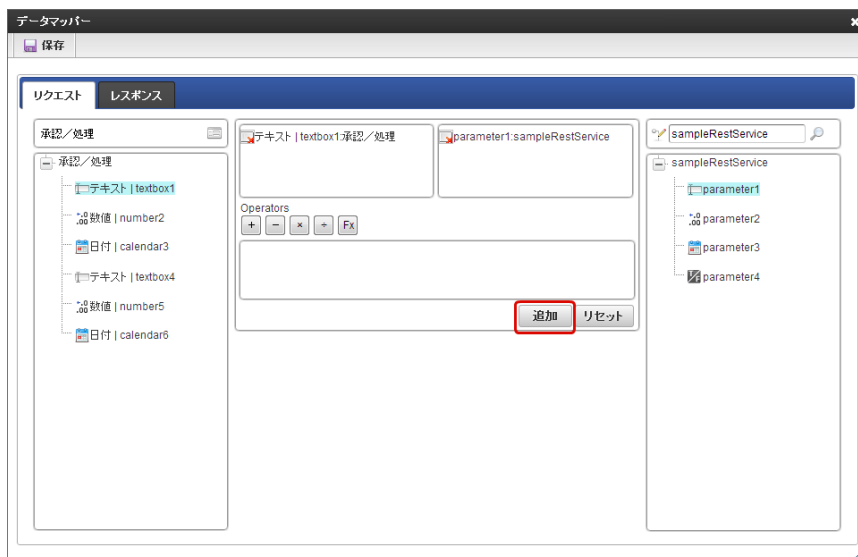 データマッパー
保存
リクエスト レスポンス
承認／処理
承認／処理
テキスト | textbox1
数値 | number2
日付 | calendar3
テキスト | textbox4
数値 | number5
日付 | calendar6
テキスト | textbox1:承認／処理
parameter1:sampleRestService
Operators
+ − × ÷ Fx
追加 リセット
sampleRestService
sampleRestService
parameter1
parameter2
parameter3
parameter4